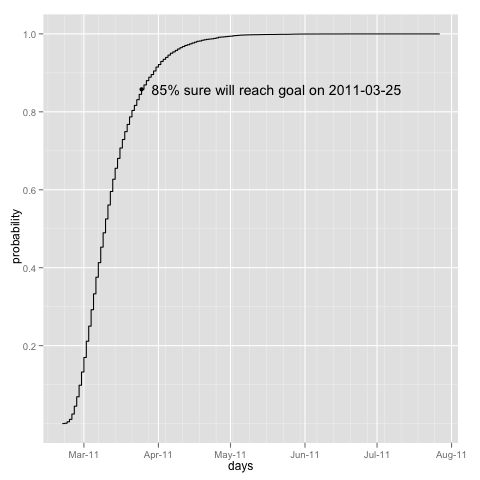 1.0
85% sure will reach goal on 2011-03-25
0.8
0.6
probability
0.4
0.2
Mar-11 Apr-11 May-11 Jun-11 Jul-11 Aug-11
days